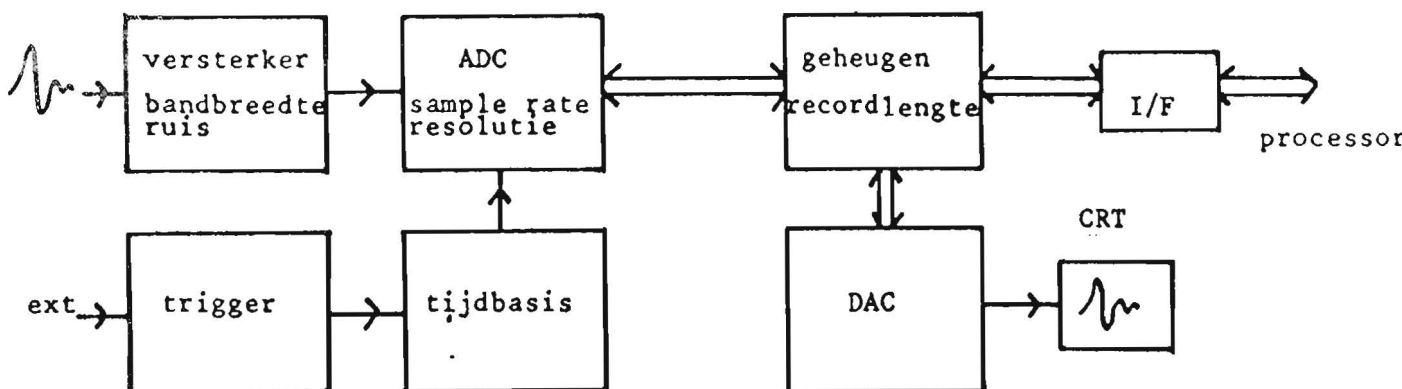 versterker
bandbreedte
ruis
ADC
sample rate
resolutie
geheugen
recordlengte
I/F
processor
ext
trigger
tijdbasis
DAC
CRT